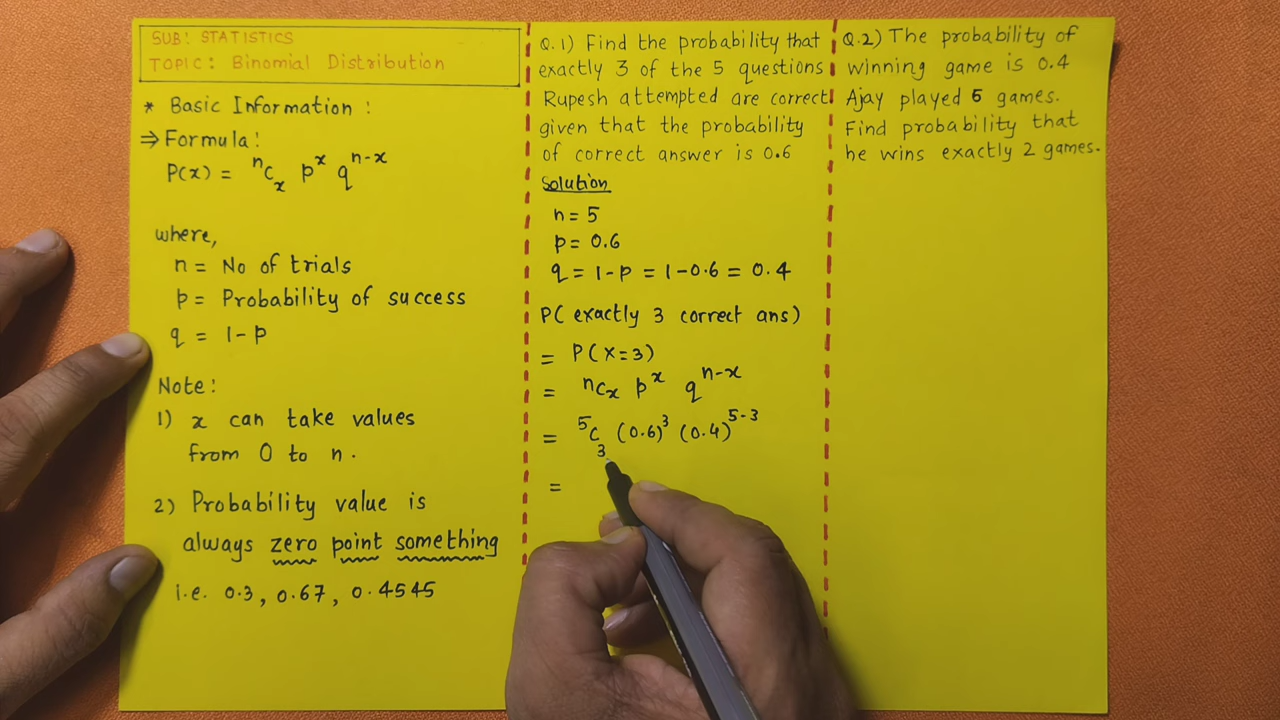 SUB: STATISTICS
TOPIC: Binomial Distribution
* Basic Information :
⇒ Formula:
P(x) = ⁿCₓ pˣ qⁿ⁻ˣ
where,
n = No of trials
p = Probability of success
q = 1-p
Note:
1) x can take values
from 0 to n.
2) Probability value is
always zero point something
i.e. 0.3, 0.67, 0.4545
Q.1) Find the probability that
exactly 3 of the 5 questions
Rupesh attempted are correct
given that the probability
of correct answer is 0.6
Solution
n = 5
p = 0.6
q = 1-p = 1-0.6 = 0.4
P( exactly 3 correct ans)
= P(X=3)
= ⁿCₓ pˣ qⁿ⁻ˣ
= ⁵C₃ (0.6)³ (0.4)⁵⁻³
=
Q.2) The probability of
winning game is 0.4
Ajay played 6 games.
Find probability that
he wins exactly 2 games.